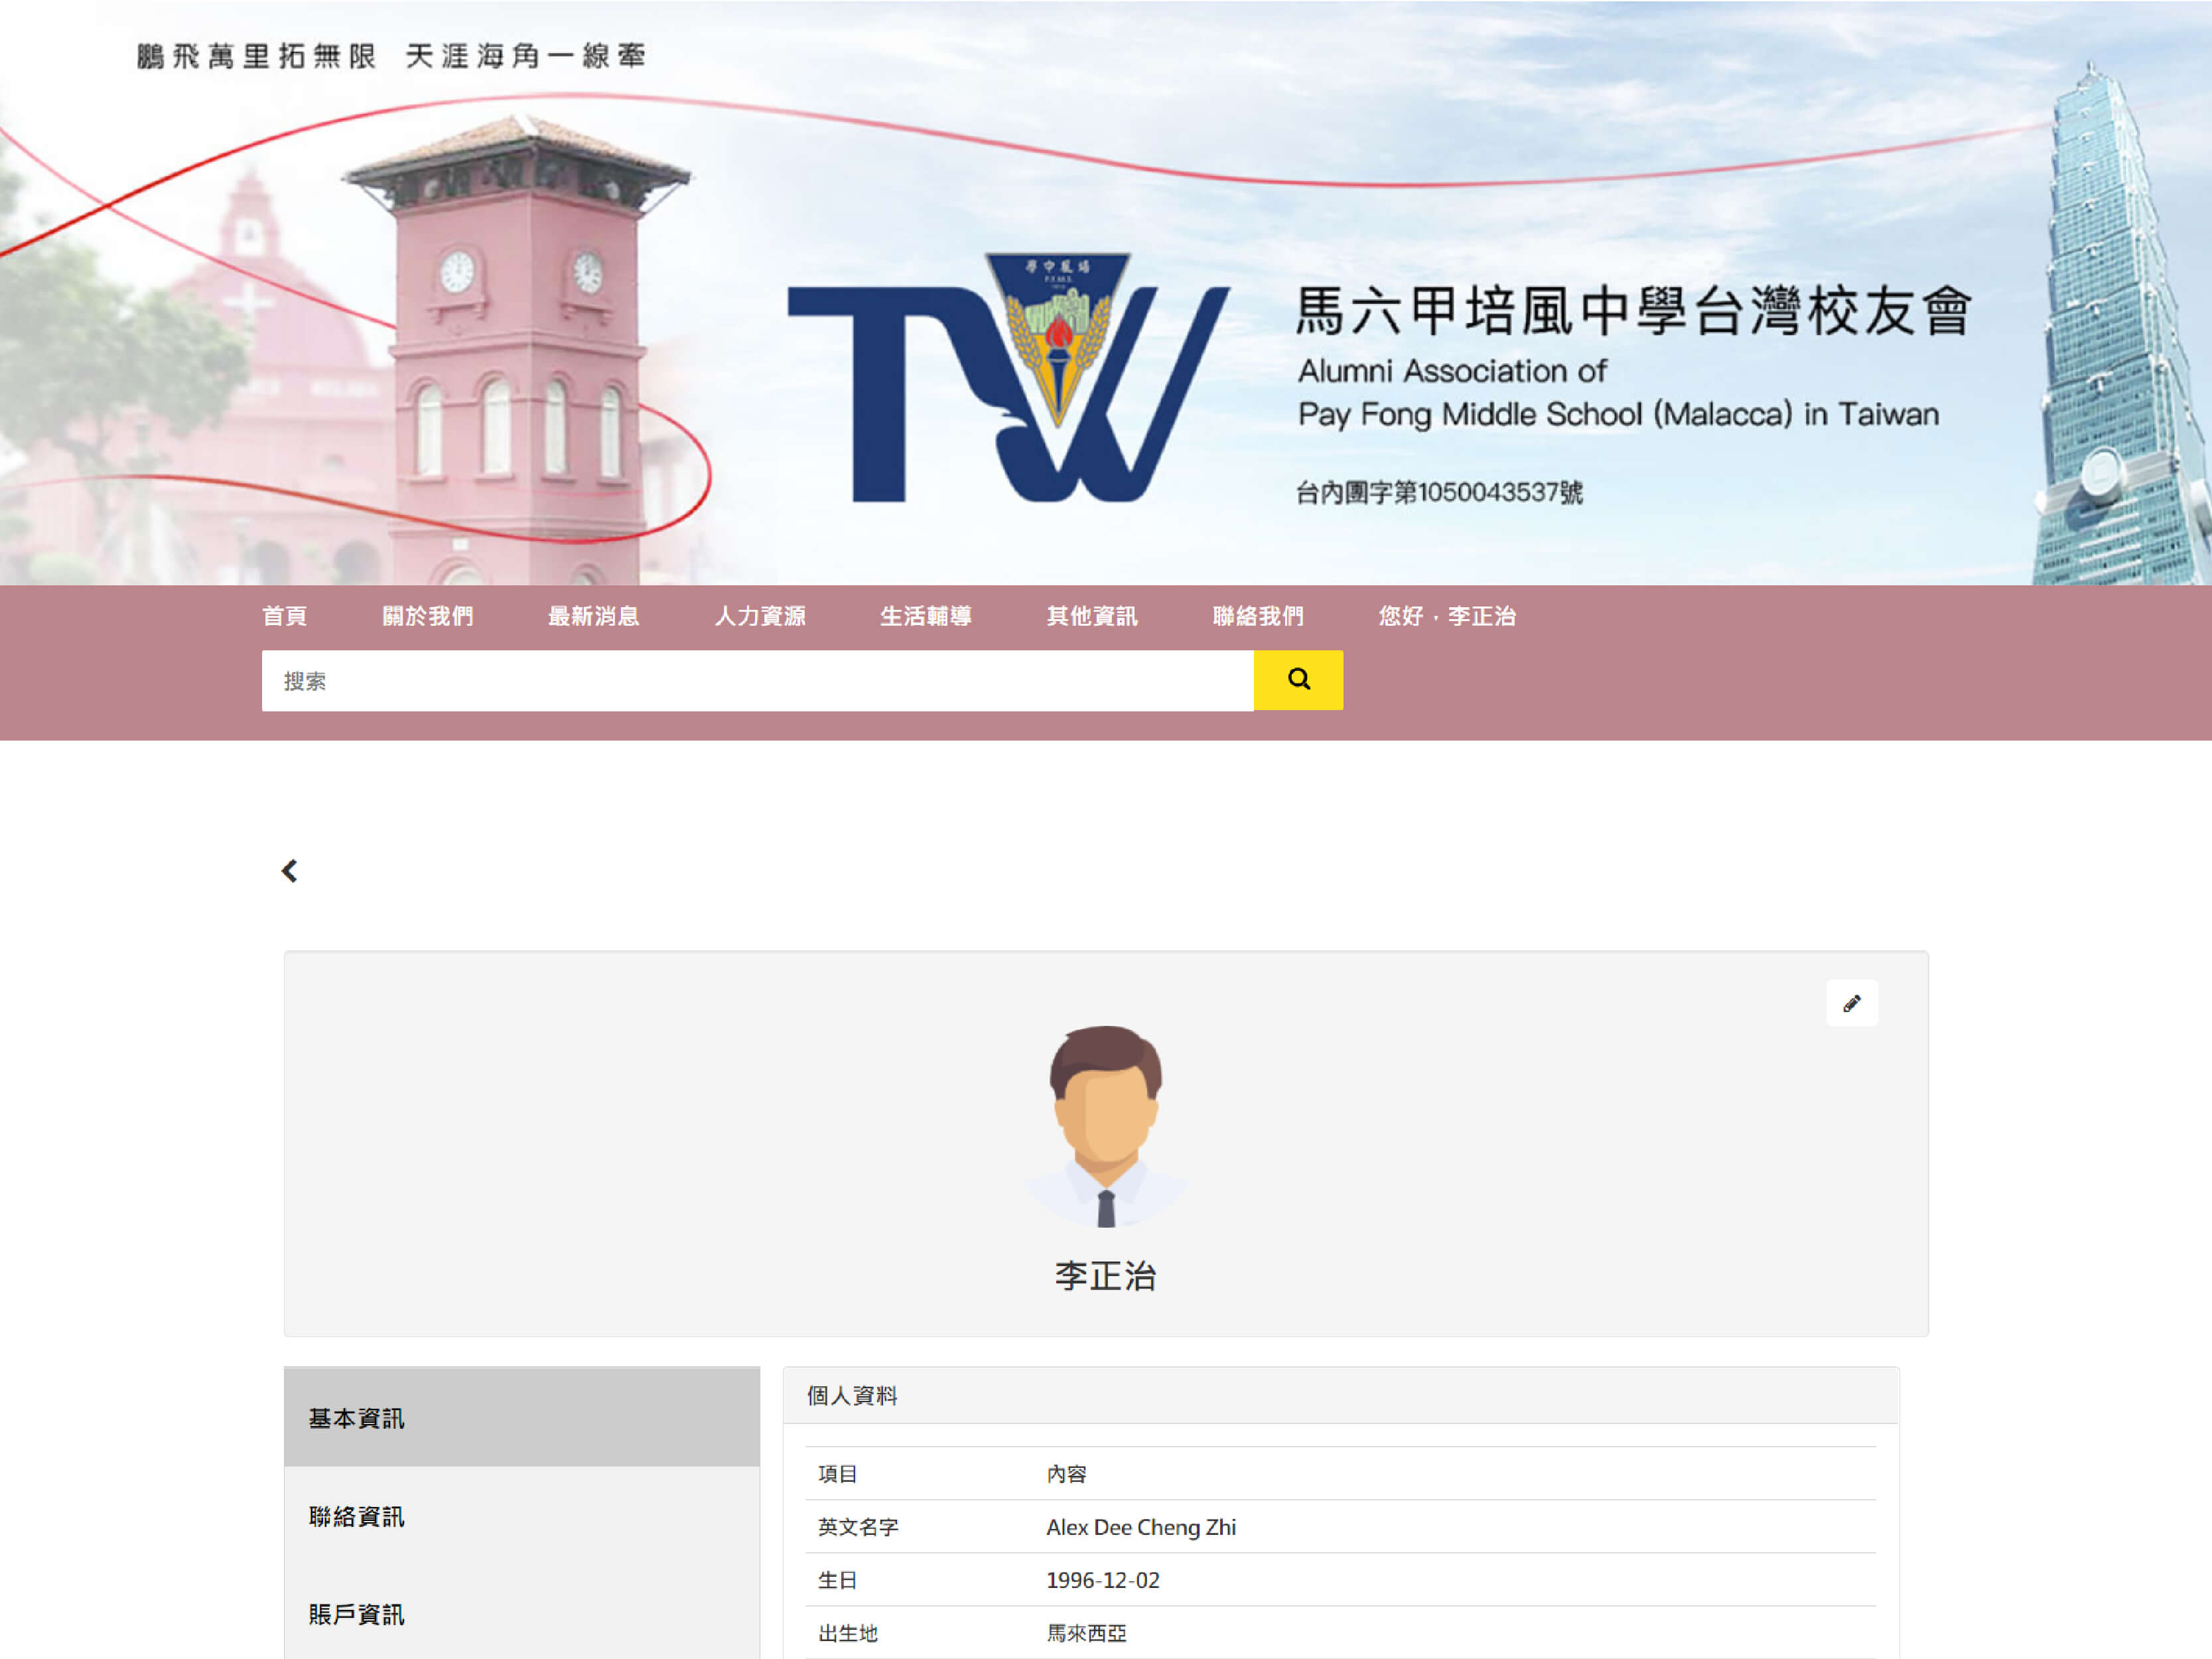 鵬飛萬里拓無限 天涯海角一線牽
馬六甲培風中學台灣校友會
Alumni Association of
Pay Fong Middle School (Malacca) in Taiwan
台內團字第1050043537號
首頁 關於我們 最新消息 人力資源 生活輔導 其他資訊 聯絡我們 您好，李正治
搜索
李正治
基本資訊
聯絡資訊
賬戶資訊
個人資料
項目 內容
英文名字 Alex Dee Cheng Zhi
生日 1996-12-02
出生地 馬來西亞